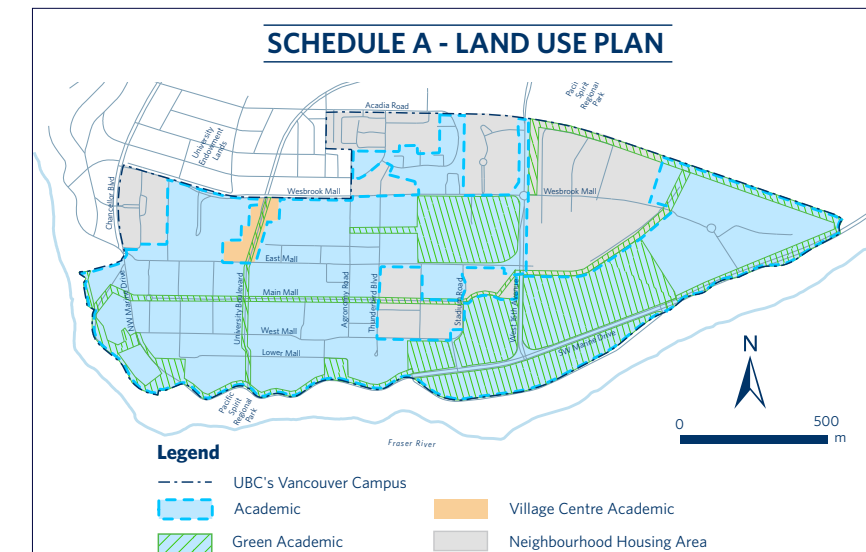 SCHEDULE A - LAND USE PLAN
Pacific
Spirit
Regional
Park
Acadia Road
University
Endowment
Lands
Chancellor Blvd
Wesbrook Mall
Wesbrook Mall
East Mall
Main Mall
West Mall
Lower Mall
NW Marine Drive
University Boulevard
Agronomy Road
Thunderbird Blvd
Stadium Road
West 16th Avenue
SW Marine Drive
Pacific
Spirit
Regional
Park
Fraser River
N
0
500
m
Legend
UBC's Vancouver Campus
Academic
Village Centre Academic
Green Academic
Neighbourhood Housing Area